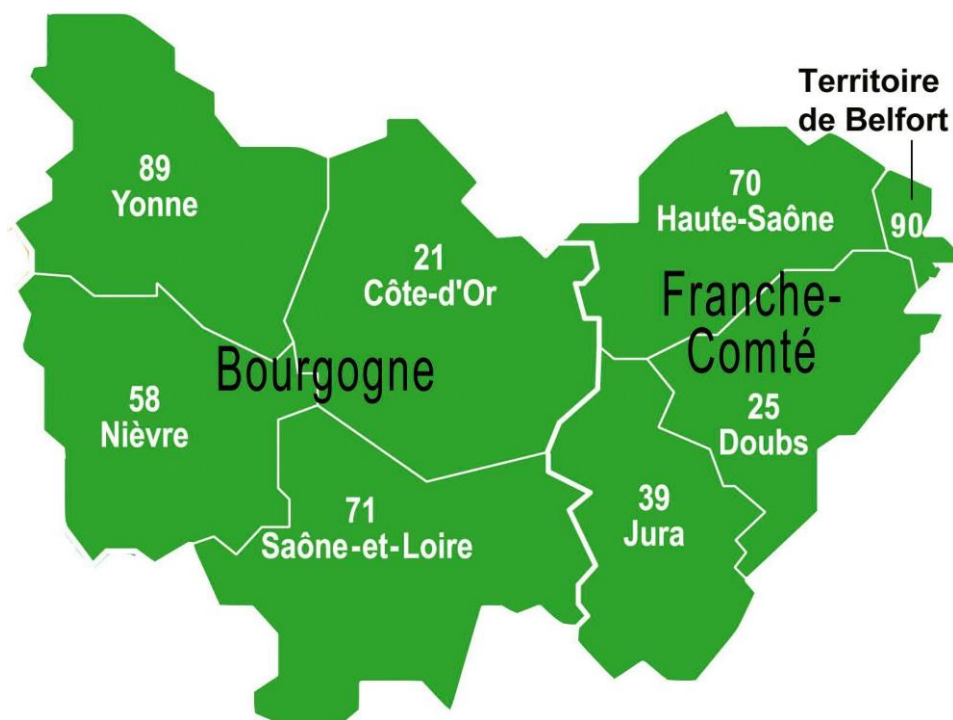 Territoire
de Belfort
89
Yonne
70
Haute-Saône
90
21
Côte-d'Or
Franche-
Comté
Bourgogne
58
Nièvre
25
Doubs
71
Saône-et-Loire
39
Jura